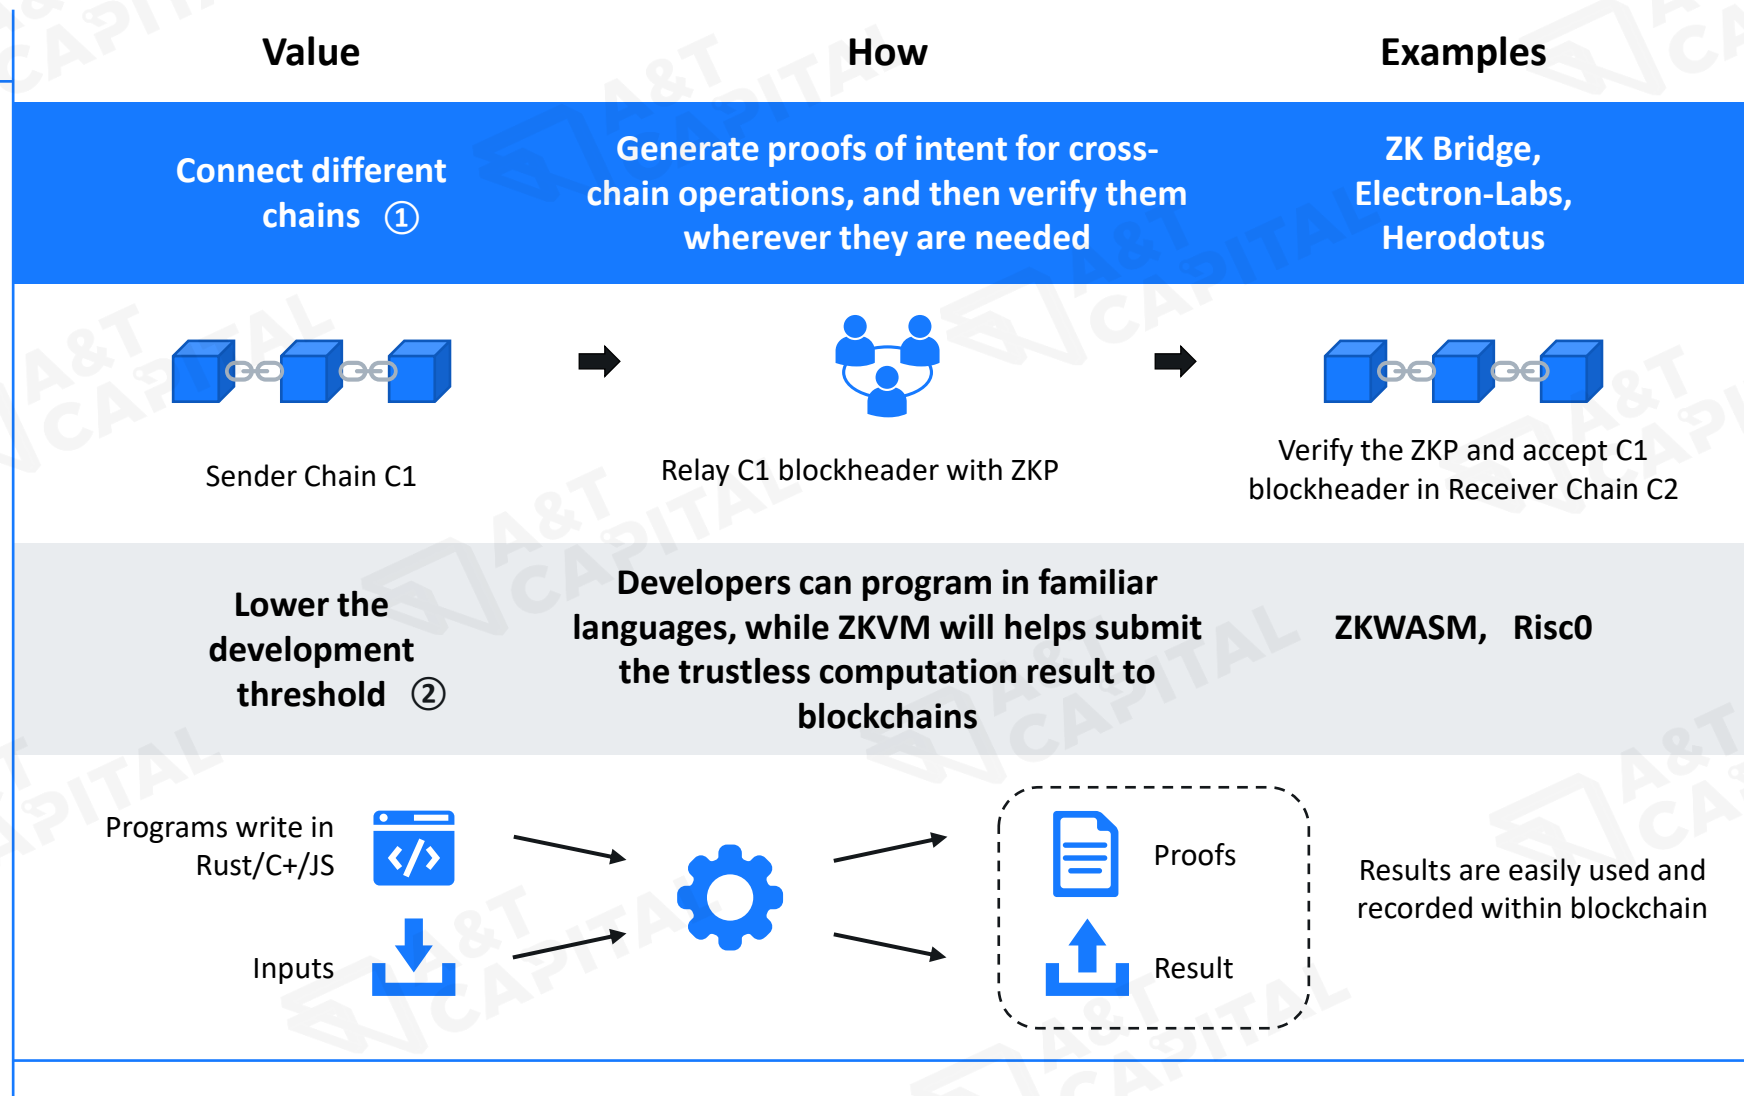 Value
How
Examples
Connect different
chains ①
Generate proofs of intent for cross-
chain operations, and then verify them
wherever they are needed
ZK Bridge,
Electron-Labs,
Herodotus
Sender Chain C1
Relay C1 blockheader with ZKP
Verify the ZKP and accept C1
blockheader in Receiver Chain C2
Lower the
development
threshold ②
Developers can program in familiar
languages, while ZKVM will helps submit
the trustless computation result to
blockchains
ZKWASM, Risc0
Programs write in
Rust/C+/JS
</>
Inputs
Proofs
Result
Results are easily used and
recorded within blockchain
A&T
CAPITAL